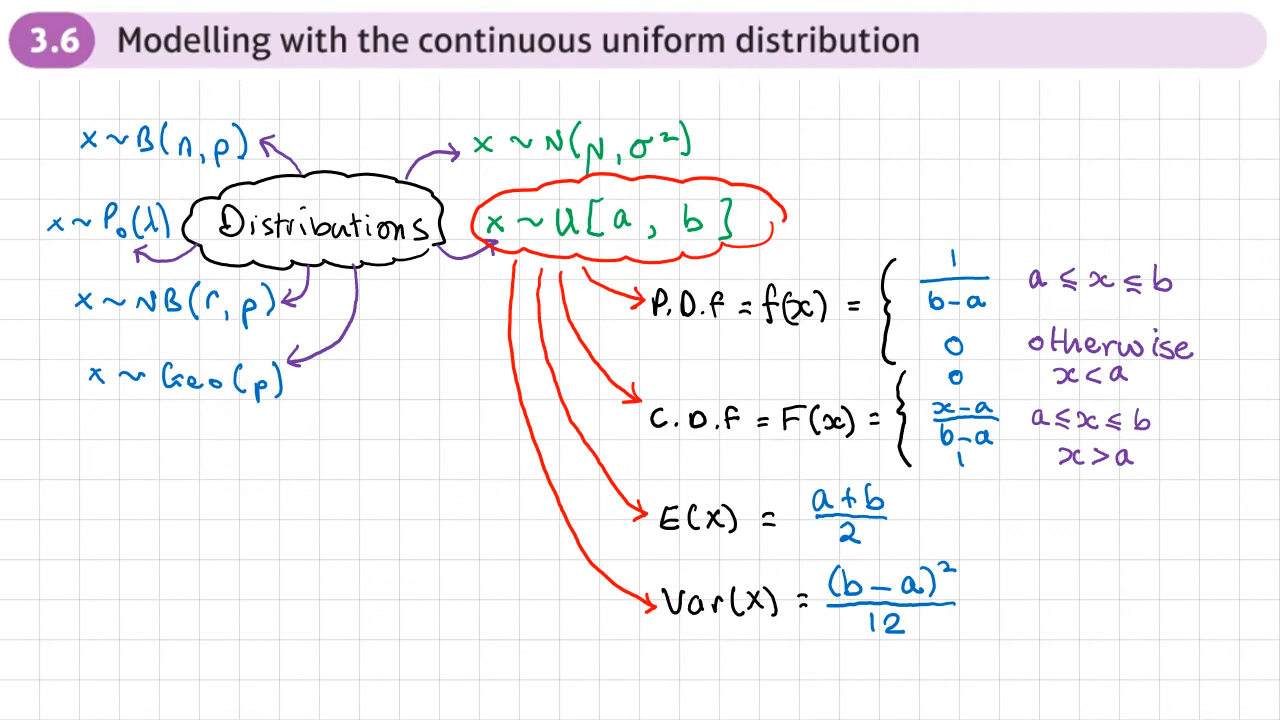 3.6 Modelling with the continuous uniform distribution
x ~ B(n, p)
x ~ N(μ, σ²)
x ~ Po(λ)
Distributions
x ~ U[a, b]
x ~ NB(r, p)
x ~ Geo(p)
P.D.f = f(x) = { 1/(b-a) a ≤ x ≤ b
0 otherwise
C.D.f = F(x) = { 0 x < a
(x-a)/(b-a) a ≤ x ≤ b
1 x > a
E(X) = (a+b)/2
Var(X) = (b-a)²/12